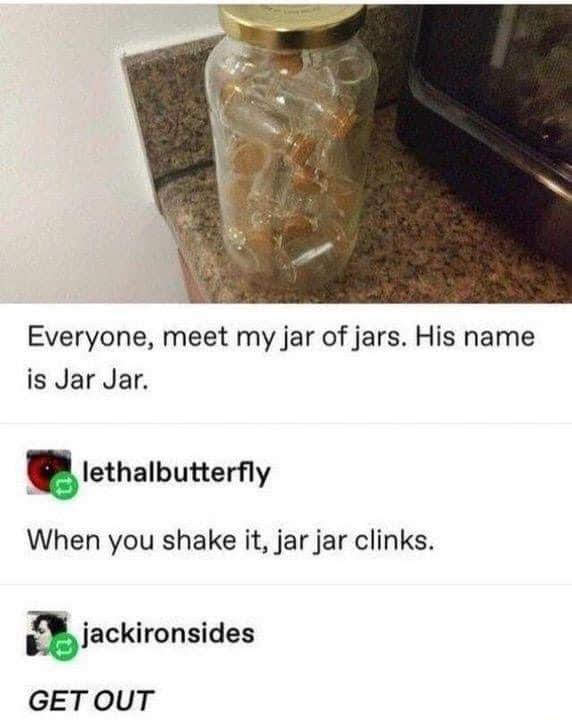 Everyone, meet my jar of jars. His name
is Jar Jar.
lethalbutterfly
When you shake it, jar jar clinks.
jackironsides
GET OUT